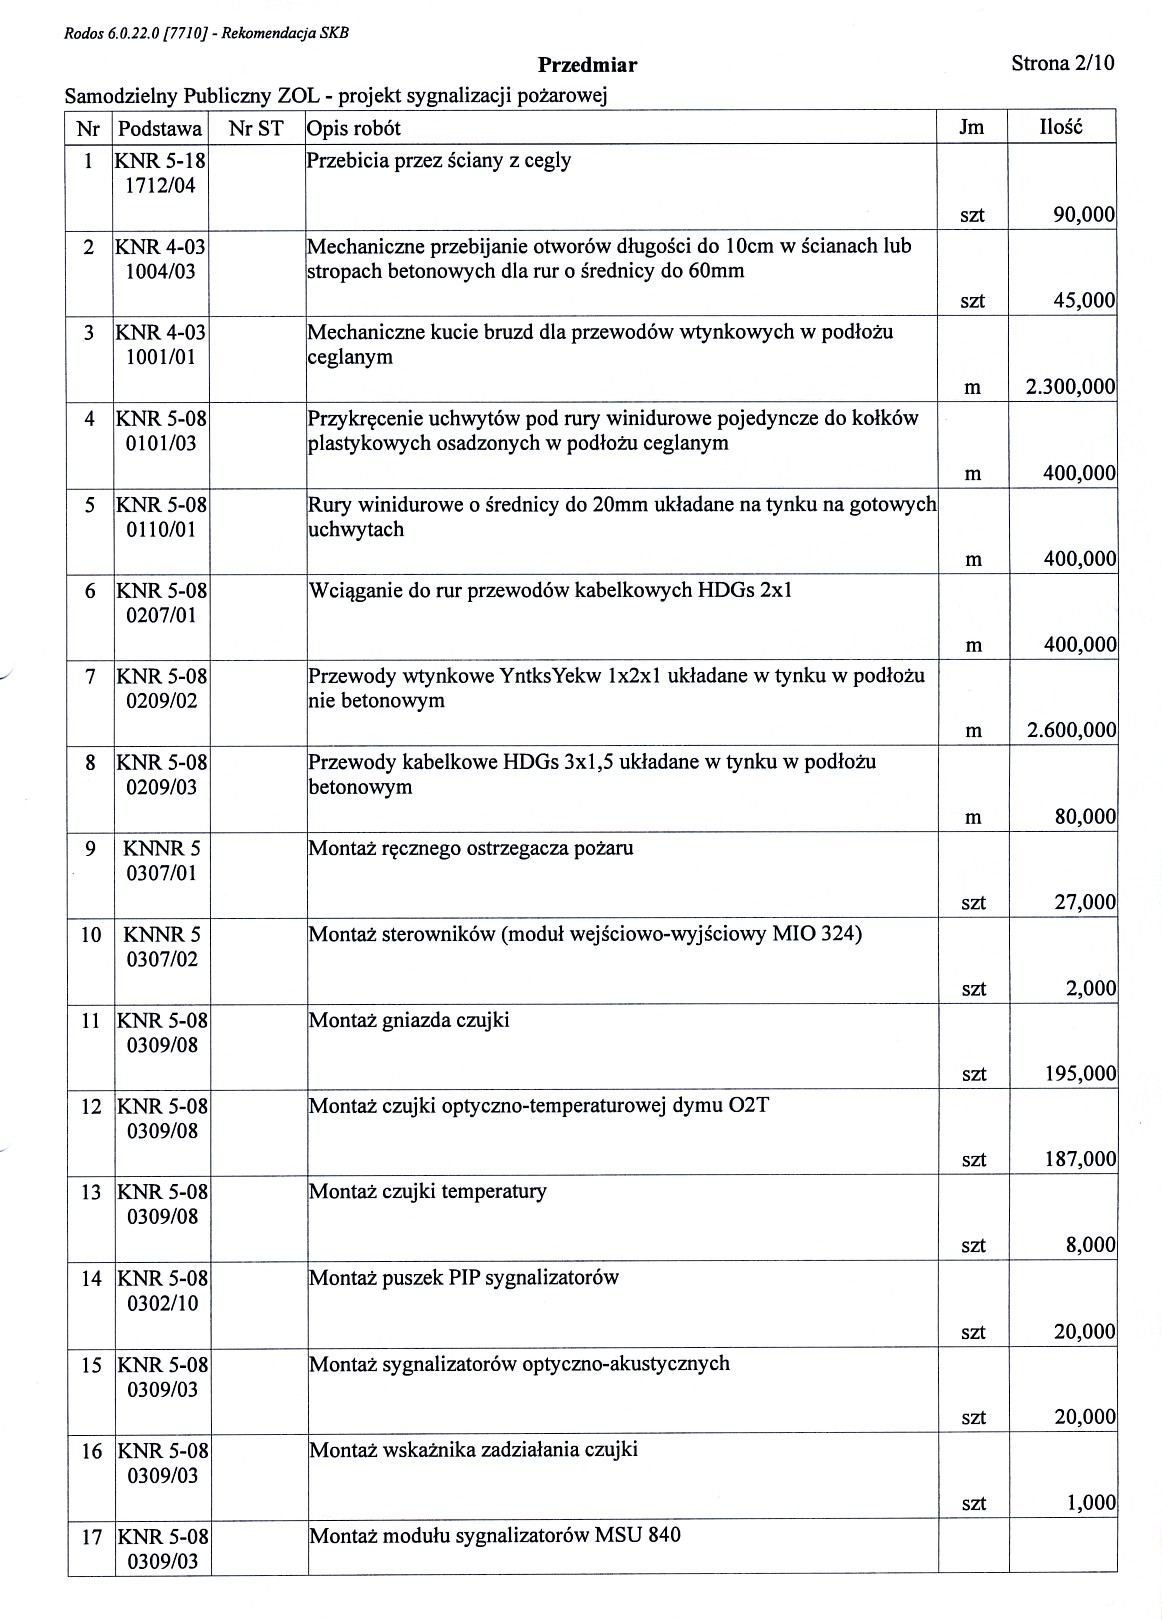 Rodos 6.0.22.0 [7710] - Rekomendacja SKB
Przedmiar Strona 2/10
Samodzielny Publiczny ZOL - projekt sygnalizacji pożarowej
Nr Podstawa Nr ST Opis robót Jm Ilość
1 KNR 5-18 Przebicia przez ściany z cegly
1712/04
szt 90,000
2 KNR 4-03 Mechaniczne przebijanie otworów długości do 10cm w ścianach lub
1004/03 stropach betonowych dla rur o średnicy do 60mm
szt 45,000
3 KNR 4-03 Mechaniczne kucie bruzd dla przewodów wtynkowych w podłożu
1001/01 ceglanym
m 2.300,000
4 KNR 5-08 Przykręcenie uchwytów pod rury winidurowe pojedyncze do kołków
0101/03 plastykowych osadzonych w podłożu ceglanym
m 400,000
5 KNR 5-08 Rury winidurowe o średnicy do 20mm układane na tynku na gotowych
0110/01 uchwytach
m 400,000
6 KNR 5-08 Wciąganie do rur przewodów kabelkowych HDGs 2x1
0207/01
m 400,000
7 KNR 5-08 Przewody wtynkowe YntksYekw 1x2x1 układane w tynku w podłożu
0209/02 nie betonowym
m 2.600,000
8 KNR 5-08 Przewody kabelkowe HDGs 3x1,5 układane w tynku w podłożu
0209/03 betonowym
m 80,000
9 KNNR 5 Montaż ręcznego ostrzegacza pożaru
0307/01
szt 27,000
10 KNNR 5 Montaż sterowników (moduł wejściowo-wyjściowy MIO 324)
0307/02
szt 2,000
11 KNR 5-08 Montaż gniazda czujki
0309/08
szt 195,000
12 KNR 5-08 Montaż czujki optyczno-temperaturowej dymu O2T
0309/08
szt 187,000
13 KNR 5-08 Montaż czujki temperatury
0309/08
szt 8,000
14 KNR 5-08 Montaż puszek PIP sygnalizatorów
0302/10
szt 20,000
15 KNR 5-08 Montaż sygnalizatorów optyczno-akustycznych
0309/03
szt 20,000
16 KNR 5-08 Montaż wskażnika zadziałania czujki
0309/03
szt 1,000
17 KNR 5-08 Montaż modułu sygnalizatorów MSU 840
0309/03